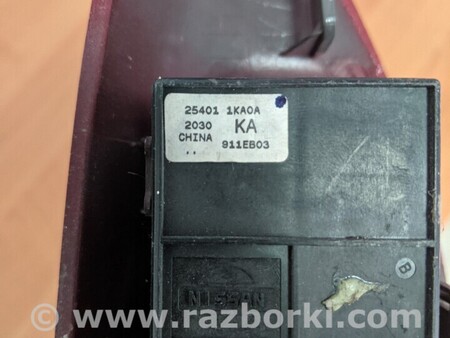 25401 1KA0A
2030 KA
CHINA 911EB03
NISSAN
B
www.razborki.com